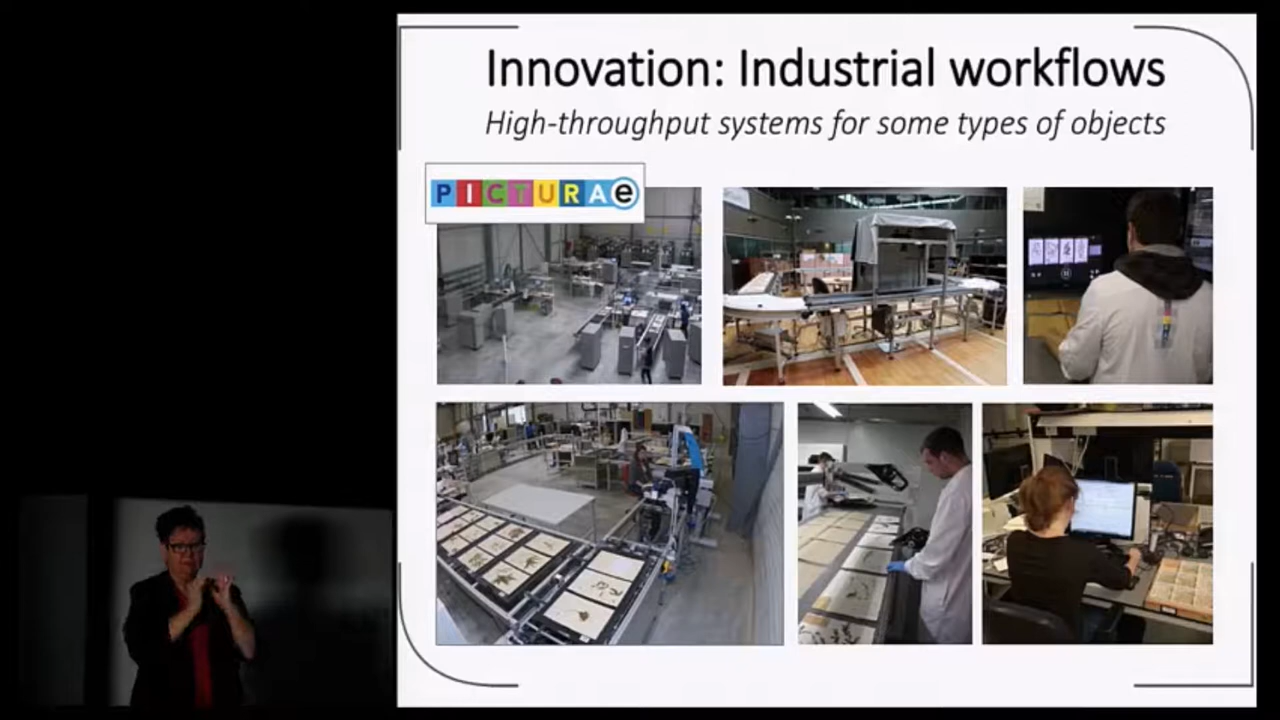 Innovation: Industrial workflows
High-throughput systems for some types of objects
PICTURAe